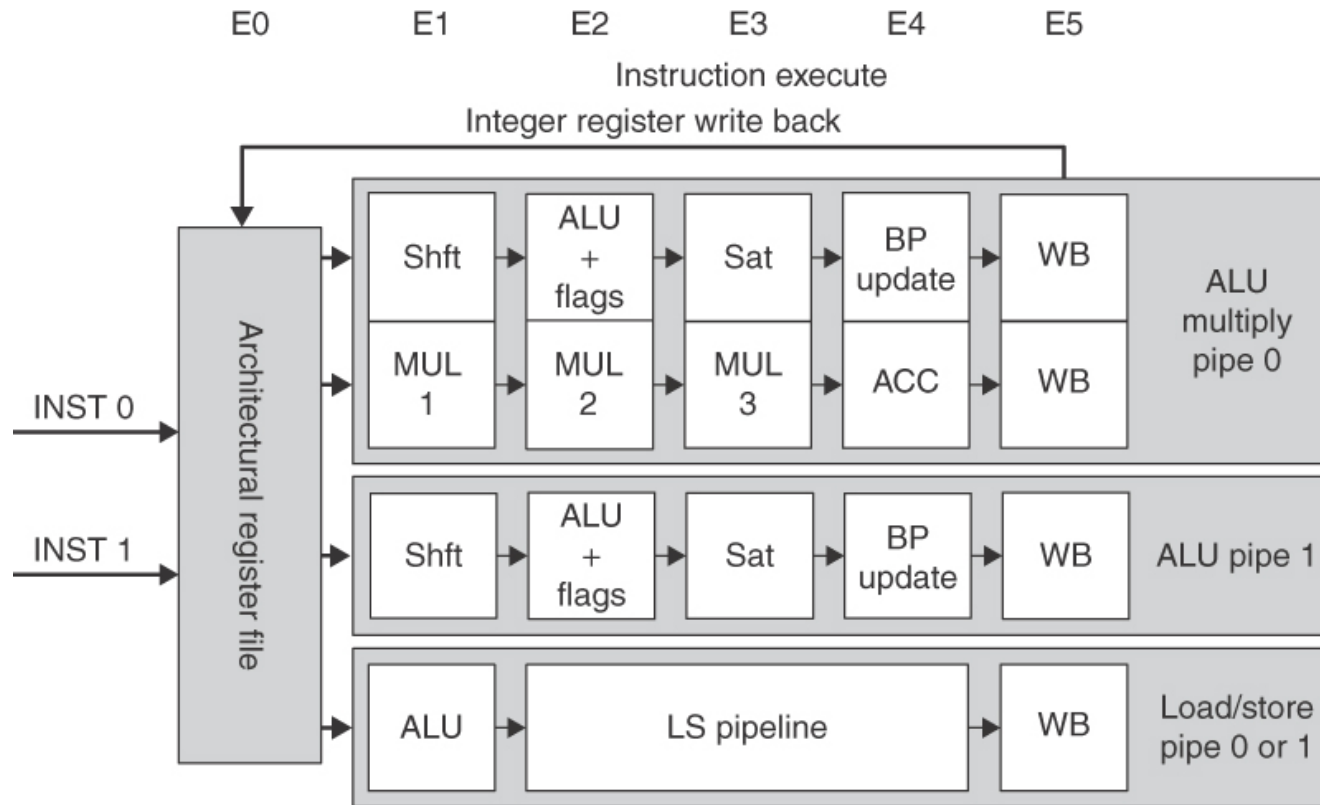 E0 E1 E2 E3 E4 E5
Instruction execute
Integer register write back
INST 0
INST 1
Architectural register file
Shft
ALU
+
flags
Sat
BP
update
WB
MUL
1
MUL
2
MUL
3
ACC
WB
ALU
multiply
pipe 0
Shft
ALU
+
flags
Sat
BP
update
WB
ALU pipe 1
ALU
LS pipeline
WB
Load/store
pipe 0 or 1